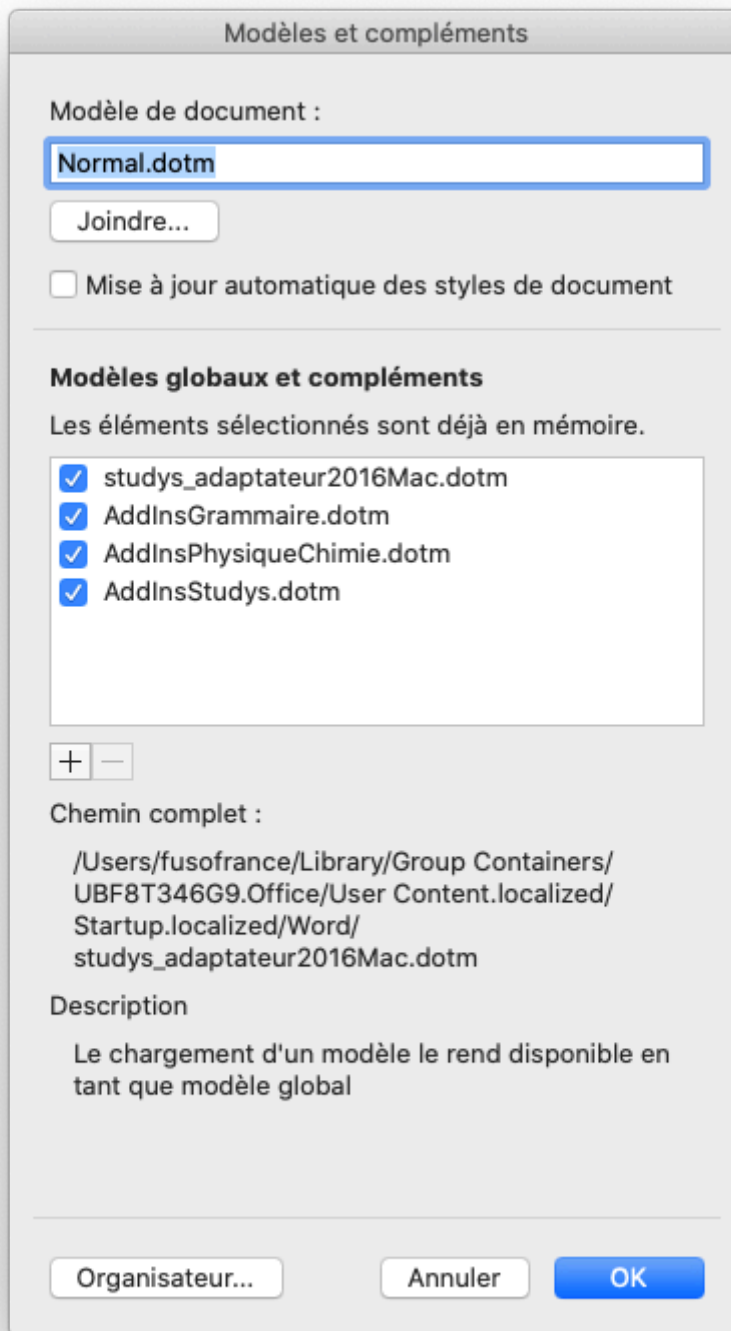 Modèles et compléments
Modèle de document :
Normal.dotm
Joindre...
Mise à jour automatique des styles de document
Modèles globaux et compléments
Les éléments sélectionnés sont déjà en mémoire.
studys_adaptateur2016Mac.dotm
AddInsGrammaire.dotm
AddInsPhysiqueChimie.dotm
AddInsStudys.dotm
+ −
Chemin complet :
/Users/fusofrance/Library/Group Containers/
UBF8T346G9.Office/User Content.localized/
Startup.localized/Word/
studys_adaptateur2016Mac.dotm
Description
Le chargement d'un modèle le rend disponible en
tant que modèle global
Organisateur... Annuler OK